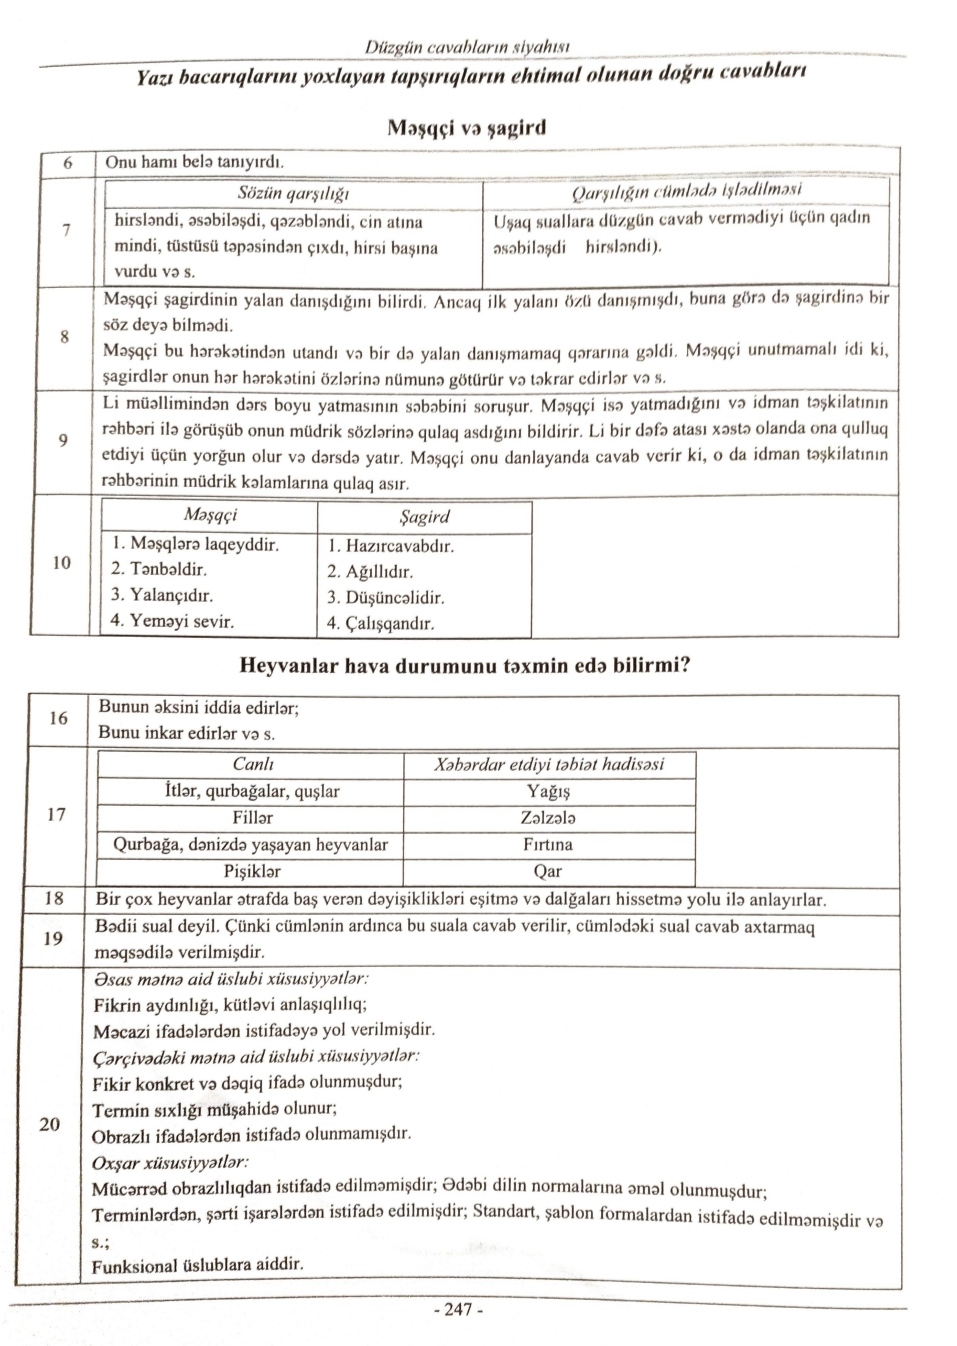 Düzgün cavabların siyahısı
Yazı bacarıqlarını yoxlayan tapşırıqların ehtimal olunan doğru cavabları
Məşqçi və şagird
6 Onu hamı belə tanıyırdı.
Sözün qarşılığı Qarşılığın cümlədə işlədilməsi
7
hirsləndi, əsəbiləşdi, qəzəbləndi, cin atına Uşaq suallara düzgün cavab vermədiyi üçün qadın
mindi, tüstüsü təpəsindən çıxdı, hirsi başına əsəbiləşdi hirsləndi).
vurdu və s.
8
Məşqçi şagirdinin yalan danışdığını bilirdi. Ancaq ilk yalanı özü danışmışdı, buna görə də şagirdinə bir
söz deyə bilmədi.
Məşqçi bu hərəkətindən utandı və bir də yalan danışmamaq qərarına gəldi. Məşqçi unutmamalı idi ki,
şagirdlər onun hər hərəkətini özlərinə nümunə götürür və təkrar edirlər və s.
9
Li müəllimindən dərs boyu yatmasının səbəbini soruşur. Məşqçi isə yatmadığını və idman təşkilatının
rəhbəri ilə görüşüb onun müdrik sözlərinə qulaq asdığını bildirir. Li bir dəfə atası xəstə olanda ona qulluq
etdiyi üçün yorğun olur və dərsdə yatır. Məşqçi onu danlayanda cavab verir ki, o da idman təşkilatının
rəhbərinin müdrik kəlamlarına qulaq asır.
10
Məşqçi Şagird
1. Məşqlərə laqeyddir. 1. Hazırcavabdır.
2. Tənbəldir. 2. Ağıllıdır.
3. Yalançıdır. 3. Düşüncəlidir.
4. Yeməyi sevir. 4. Çalışqandır.
Heyvanlar hava durumunu təxmin edə bilirmi?
16
Bunun əksini iddia edirlər;
Bunu inkar edirlər və s.
17
Canlı Xəbərdar etdiyi təbiət hadisəsi
İtlər, qurbağalar, quşlar Yağış
Fillər Zəlzələ
Qurbağa, dənizdə yaşayan heyvanlar Fırtına
Pişiklər Qar
18 Bir çox heyvanlar ətrafda baş verən dəyişiklikləri eşitmə və dalğaları hissetmə yolu ilə anlayırlar.
19
Bədii sual deyil. Çünki cümlənin ardınca bu suala cavab verilir, cümlədəki sual cavab axtarmaq
məqsədilə verilmişdir.
20
Əsas mətnə aid üslubi xüsusiyyətlər:
Fikrin aydınlığı, kütləvi anlaşıqlılıq;
Məcazi ifadələrdən istifadəyə yol verilmişdir.
Çərçivədəki mətnə aid üslubi xüsusiyyətlər:
Fikir konkret və dəqiq ifadə olunmuşdur;
Termin sıxlığı müşahidə olunur;
Obrazlı ifadələrdən istifadə olunmamışdır.
Oxşar xüsusiyyətlər:
Mücərrəd obrazlılıqdan istifadə edilməmişdir; Ədəbi dilin normalarına əməl olunmuşdur;
Terminlərdən, şərti işarələrdən istifadə edilmişdir; Standart, şablon formalardan istifadə edilməmişdir və
s.;
Funksional üslublara aiddir.
- 247 -